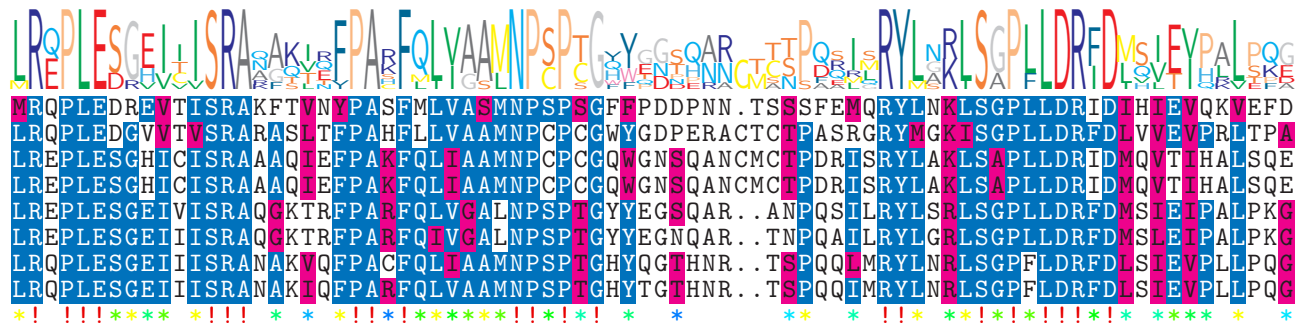 MRQPLEDREVTISRAKFTVNYPASFMLVASMNPSPSGFFPDDPNN.TSSSFEMQRYLNKLSGPLLDRIDIHIEVQKVEFD
LRQPLEDGVVTVSRARASLTFPAHFLLVAAMNPCPCGWYGDPERACTCTPASRGRYMGKISGPLLDRFDLVVEVPRLTPA
LREPLESGHICISRAAAQIEFPAKFQLIAAMNPCPCGQWGNSQANCMCTPDRISRYLAKLSAPLLDRIDMQVTIHALSQE
LREPLESGHICISRAAAQIEFPAKFQLIAAMNPCPCGQWGNSQANCMCTPDRISRYLAKLSAPLLDRIDMQVTIHALSQE
LREPLESGEIVISRAQGKTRFPARFQLVGALNPSPTGYYEGSQAR..ANPQSILRYLSRLSGPLLDRFDMSIEIPALPKG
LREPLESGEIIISRAQGKTRFPARFQIVGALNPSPTGYYEGNQAR..TNPQAILRYLGRLSGPLLDRFDMSLEIPALPKG
LRQPLESGEIIISRANAKVQFPACFQLIAAMNPSPTGHYQGTHNR..TSPQQLMRYLNRLSGPFLDRFDLSIEVPLLPQG
LRQPLESGEIIISRANAKIQFPARFQLVAAMNPSPTGHYTGTHNR..TSPQQIMRYLNRLSGPFLDRFDLSIEVPLLPQG